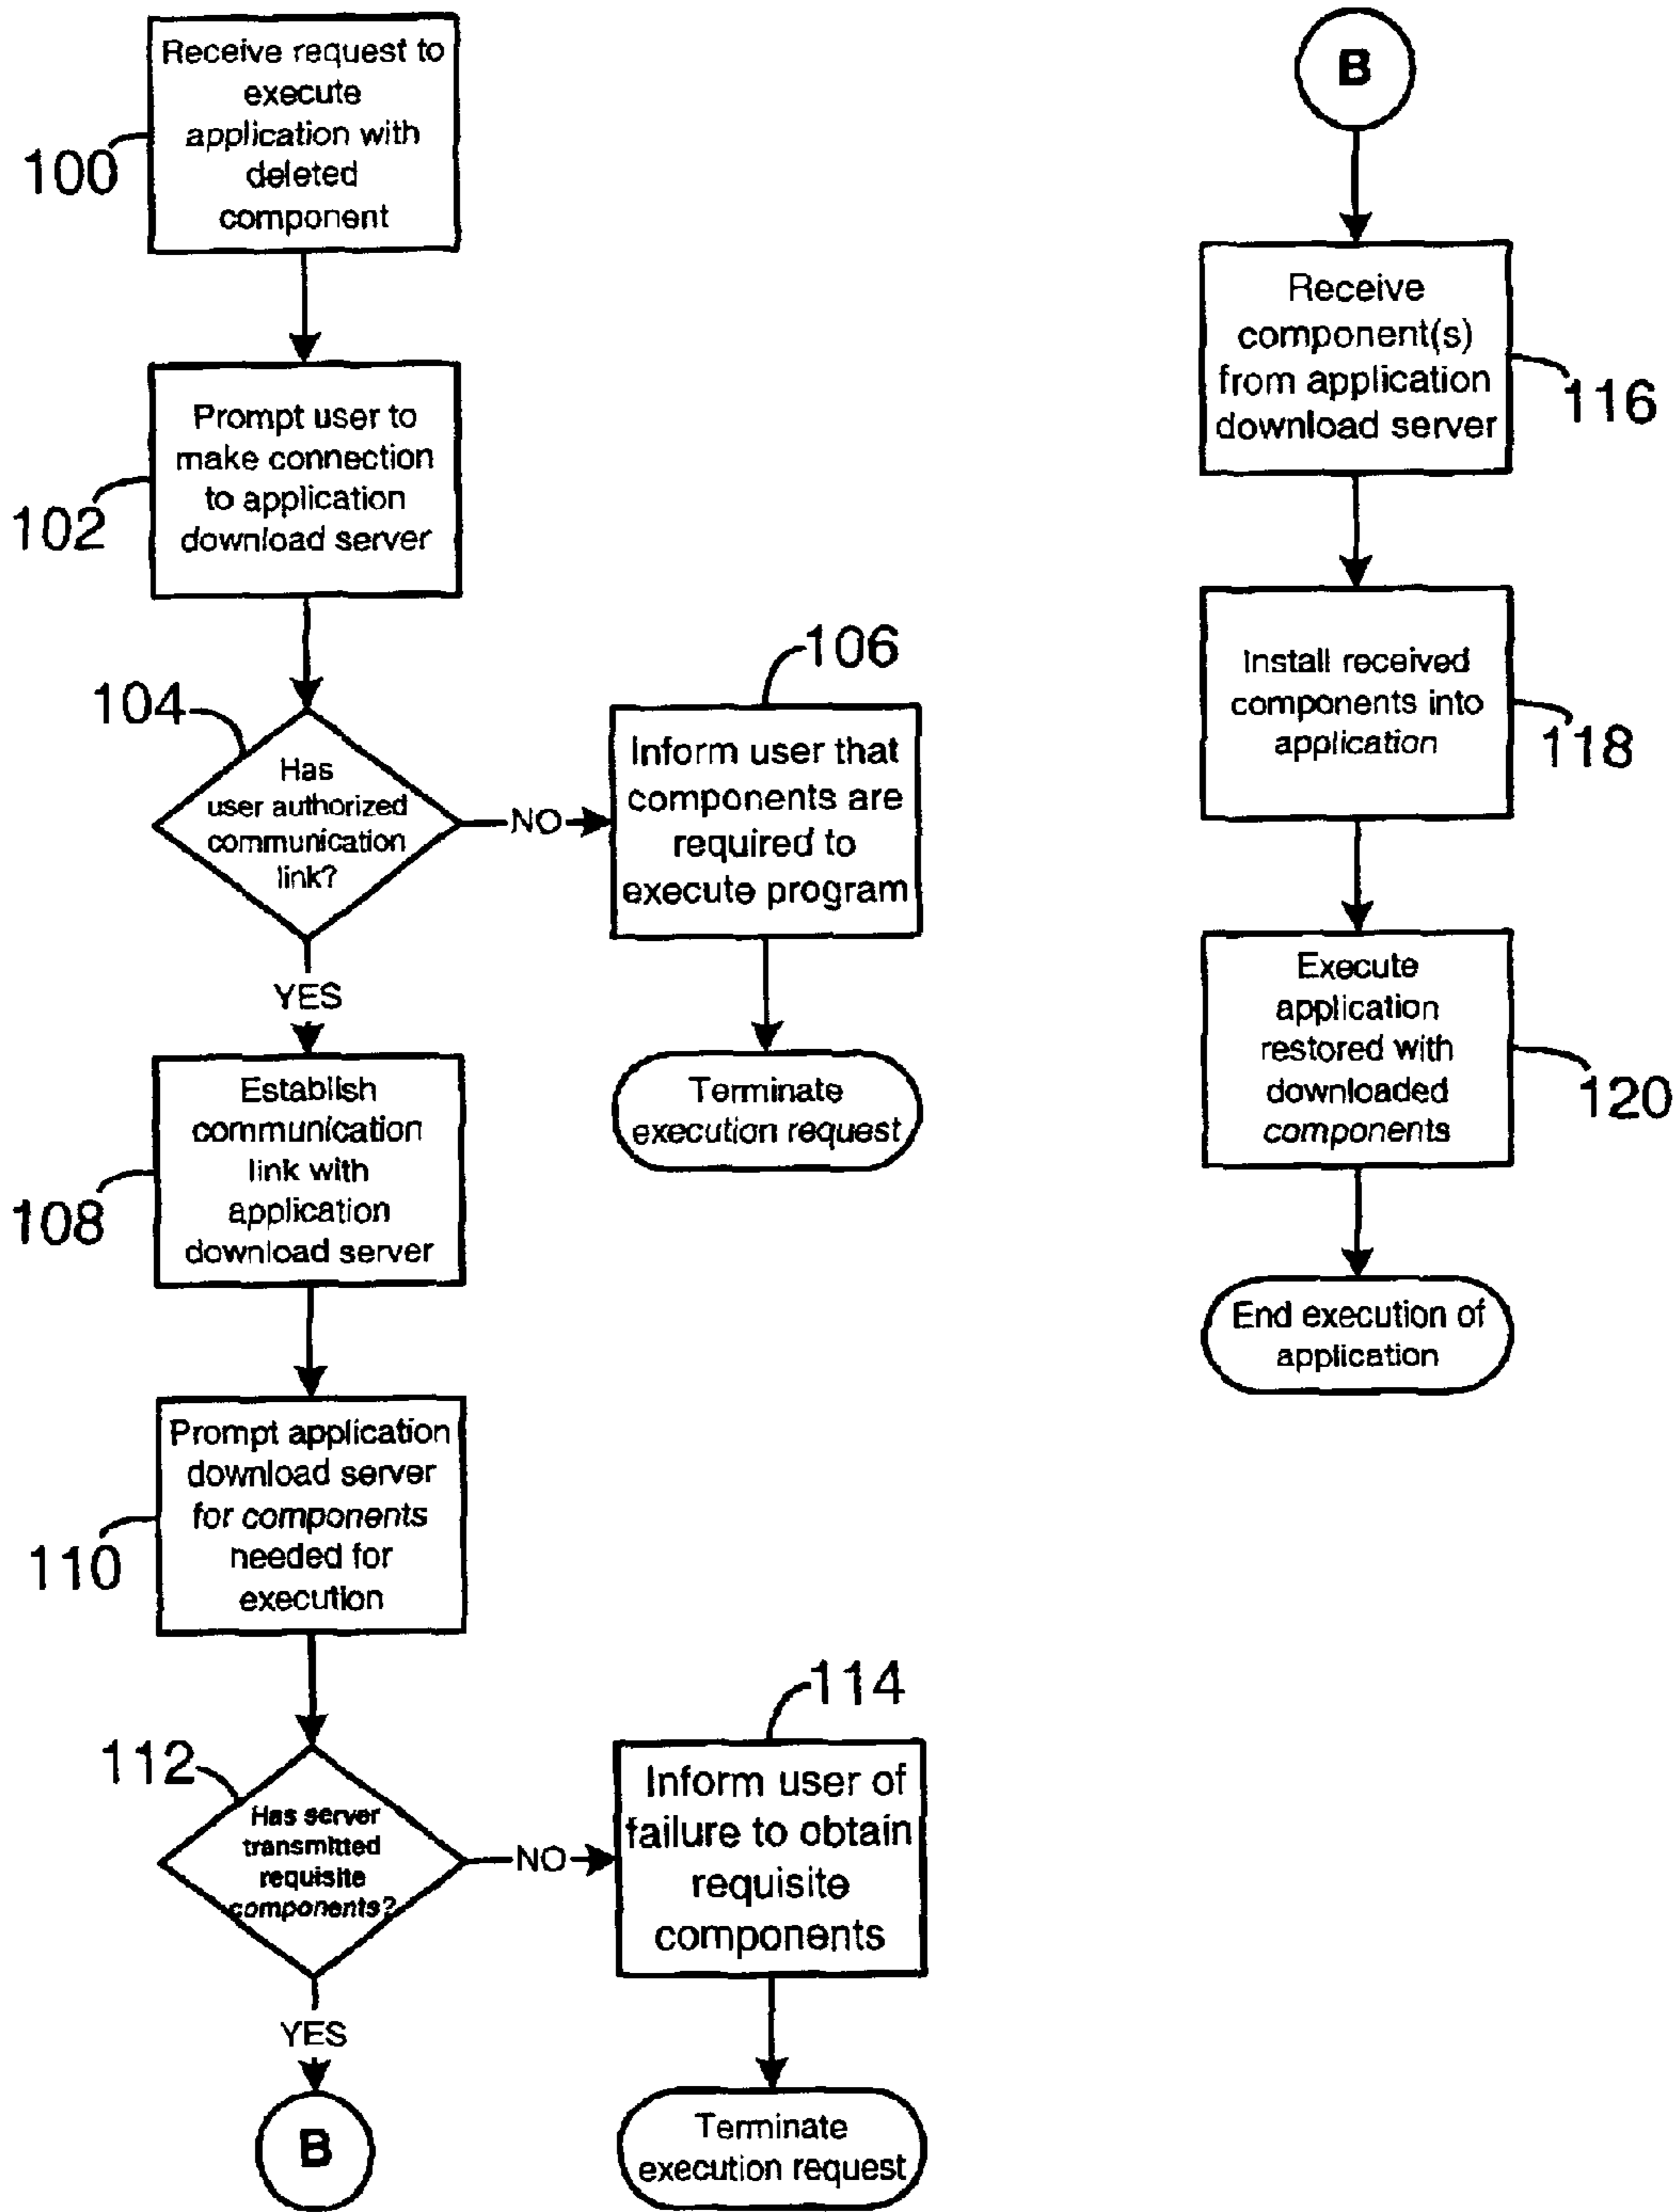 Receive request to
execute
application with
deleted
component
100
Prompt user to
make connection
to application
download server
102
104
Has
user authorized
communication
link?
NO
106
Inform user that
components are
required to
execute program
Terminate
execution request
YES
Establish
communication
link with
application
download server
108
Prompt application
download server
for components
needed for
execution
110
112
Has server
transmitted
requisite
components?
NO
114
Inform user of
failure to obtain
requisite
components
Terminate
execution request
YES
B
B
Receive
component(s)
from application
download server
116
Install received
components into
application
118
Execute
application
restored with
downloaded
components
120
End execution of
application